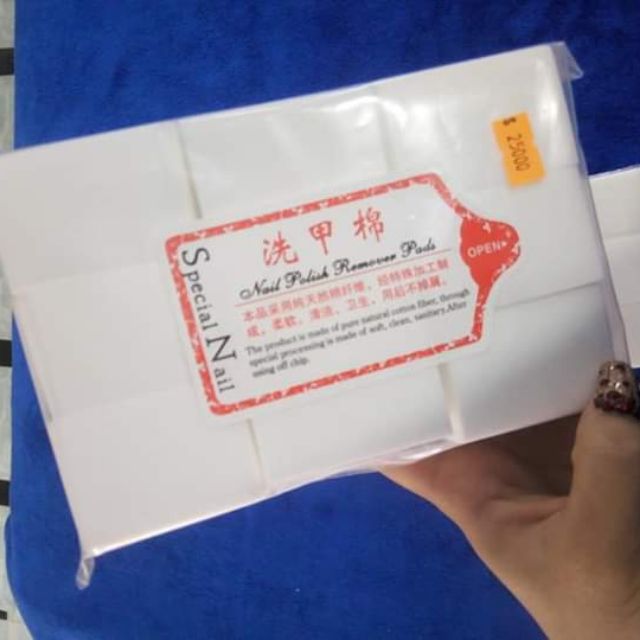 $ 25000
洗甲棉
Nail Polish Remover Pads
OPEN
Special Nail
本品采用纯天然棉纤维，经特殊加工制
成，柔软，清洁，卫生，用后不掉屑。
The product is made of pure natural cotton fiber, through
special processing is made of soft, clean, sanitary.After
using off chip.